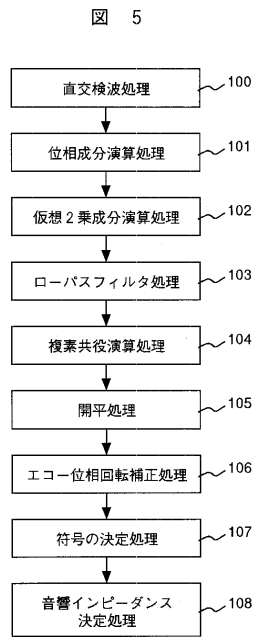 図 5
直交検波処理
100
位相成分演算処理
101
仮想2乗成分演算処理
102
ローパスフィルタ処理
103
複素共役演算処理
104
開平処理
105
エコー位相回転補正処理
106
符号の決定処理
107
音響インピーダンス
決定処理
108